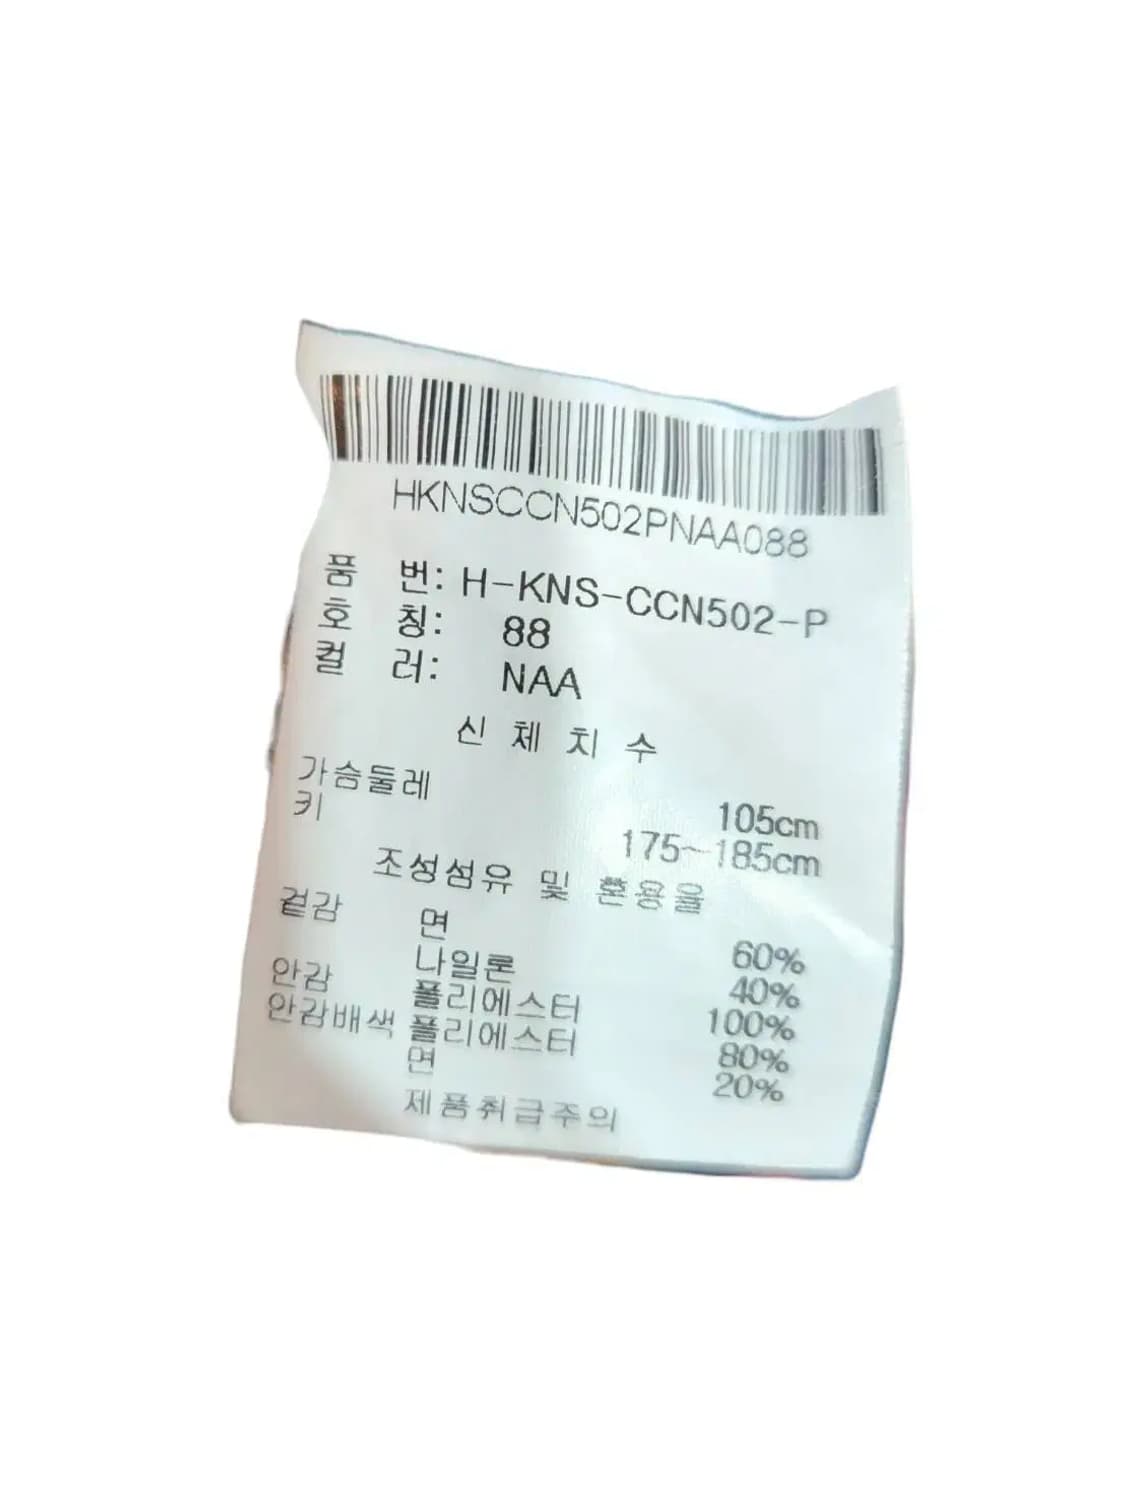 HKNSCCN502PNAA088
품 번: H-KNS-CCN502-P
호 칭: 88
컬 러: NAA
신 체 치 수
가슴둘레 105cm
키 175~185cm
조성섬유 및 혼용율
겉감 면 60%
나일론 40%
안감 폴리에스터 100%
안감배색 폴리에스터 80%
면 20%
제품취급주의